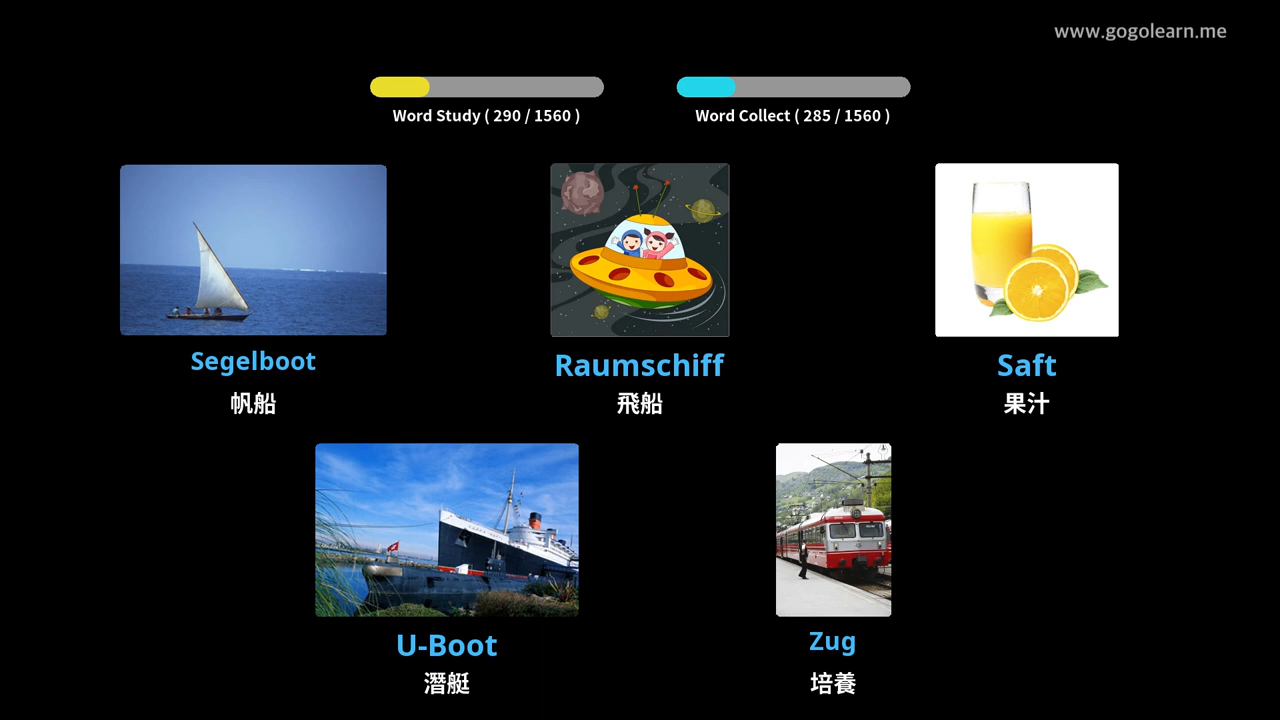 www.gogolearn.me
Word Study ( 290 / 1560 )
Word Collect ( 285 / 1560 )
Segelboot
帆船
Raumschiff
飛船
Saft
果汁
U-Boot
潛艇
Zug
培養